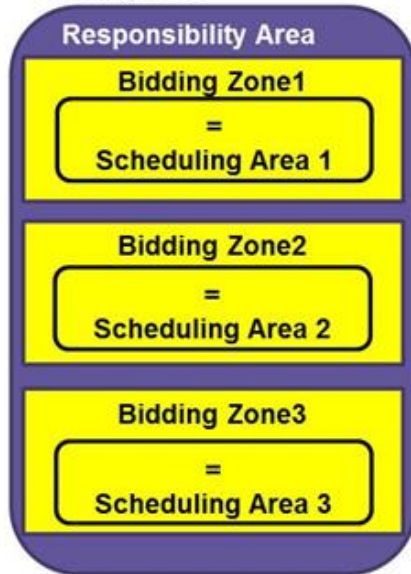 Responsibility Area
Bidding Zone1
=
Scheduling Area 1
Bidding Zone2
=
Scheduling Area 2
Bidding Zone3
=
Scheduling Area 3